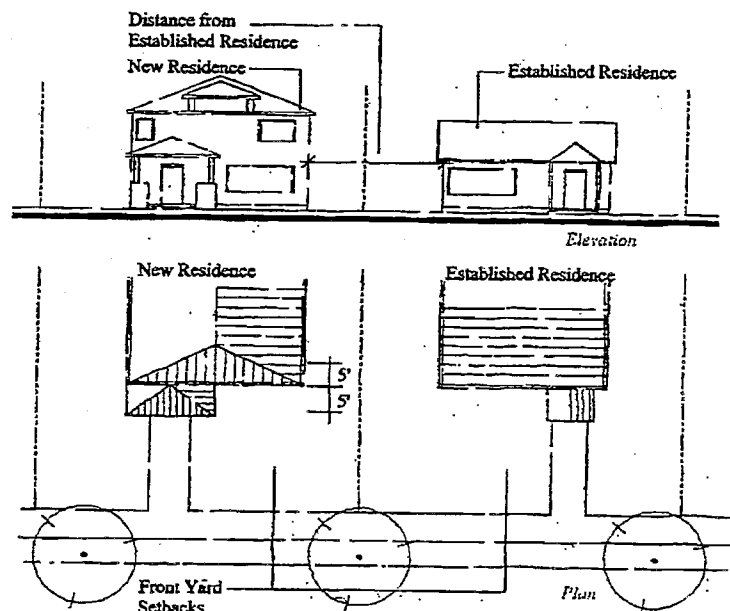 Distance from
Established Residence
New Residence
Established Residence
Elevation
New Residence
Established Residence
5'
5'
Front Yard
Setbacks
Plan